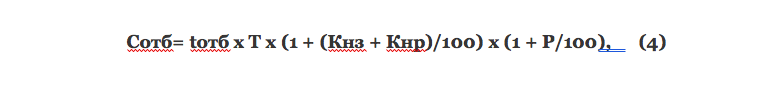 Сотб= tотб х Т х (1 + (Кнз + Кнр)/100) х (1 + Р/100), (4)